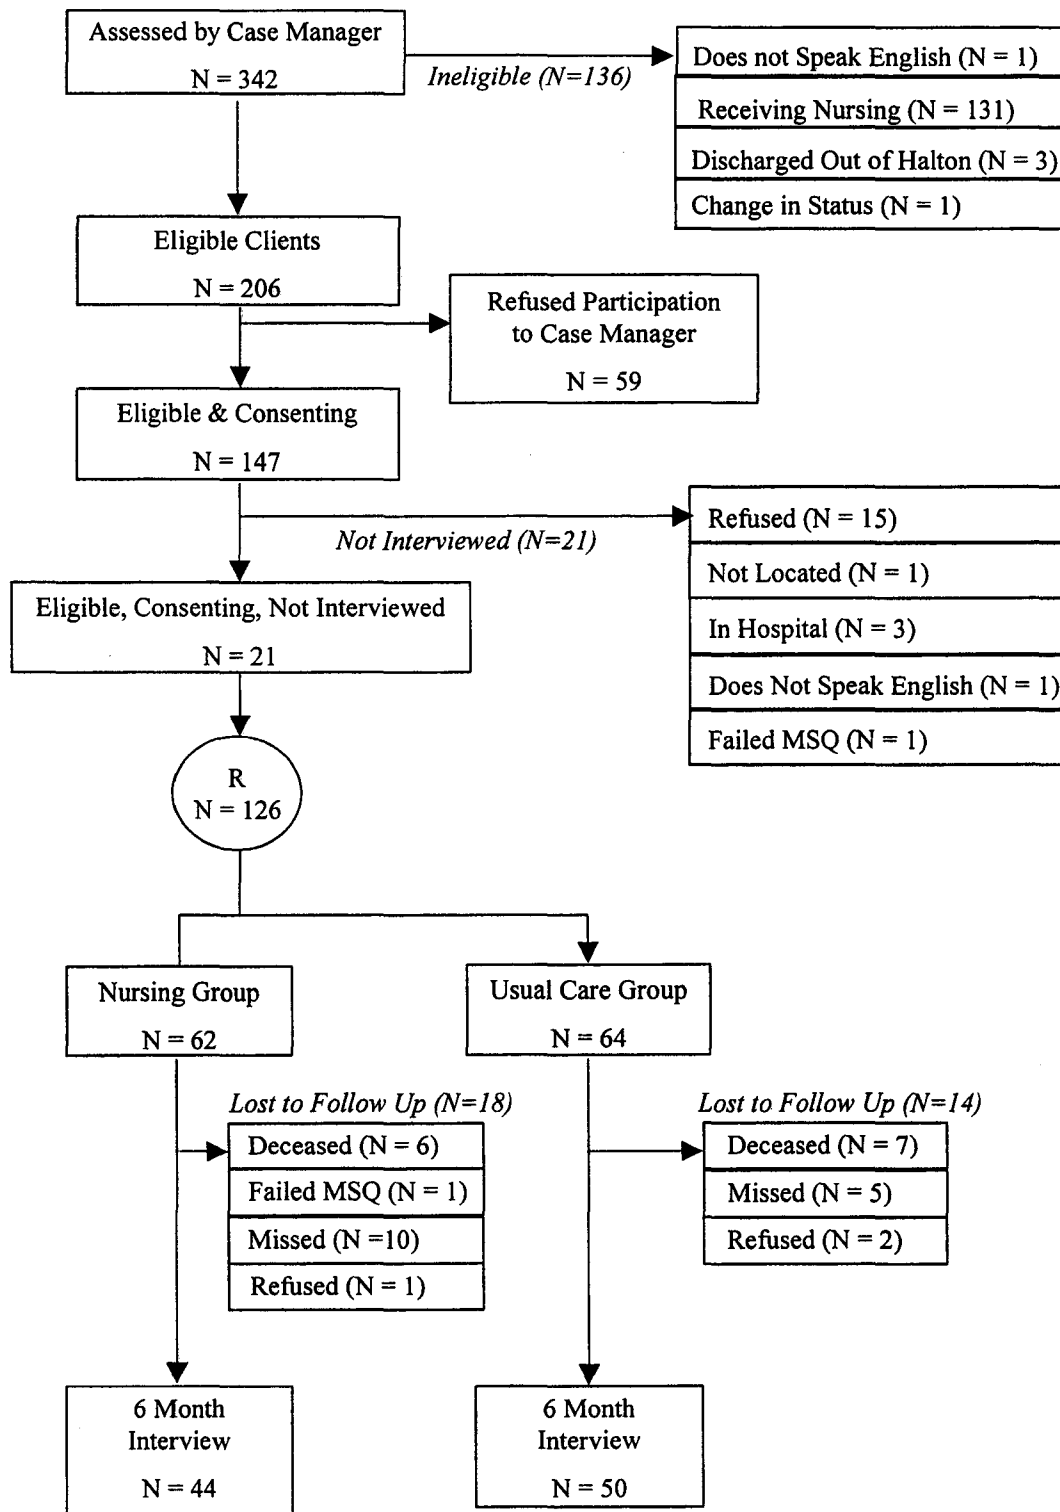 Assessed by Case Manager
N = 342
Ineligible (N=136)
Does not Speak English (N = 1)
Receiving Nursing (N = 131)
Discharged Out of Halton (N = 3)
Change in Status (N = 1)
Eligible Clients
N = 206
Refused Participation
to Case Manager
N = 59
Eligible & Consenting
N = 147
Not Interviewed (N=21)
Refused (N = 15)
Not Located (N = 1)
In Hospital (N = 3)
Does Not Speak English (N = 1)
Failed MSQ (N = 1)
Eligible, Consenting, Not Interviewed
N = 21
R
N = 126
Nursing Group
N = 62
Usual Care Group
N = 64
Lost to Follow Up (N=18)
Deceased (N = 6)
Failed MSQ (N = 1)
Missed (N =10)
Refused (N = 1)
Lost to Follow Up (N=14)
Deceased (N = 7)
Missed (N = 5)
Refused (N = 2)
6 Month
Interview
N = 44
6 Month
Interview
N = 50